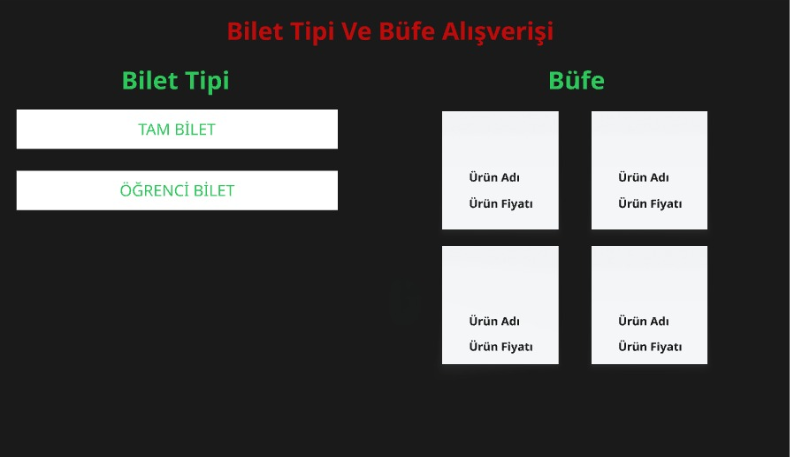 Bilet Tipi Ve Büfe Alışverişi
Bilet Tipi
TAM BİLET
ÖĞRENCİ BİLET
Büfe
Ürün Adı
Ürün Fiyatı
Ürün Adı
Ürün Fiyatı
Ürün Adı
Ürün Fiyatı
Ürün Adı
Ürün Fiyatı